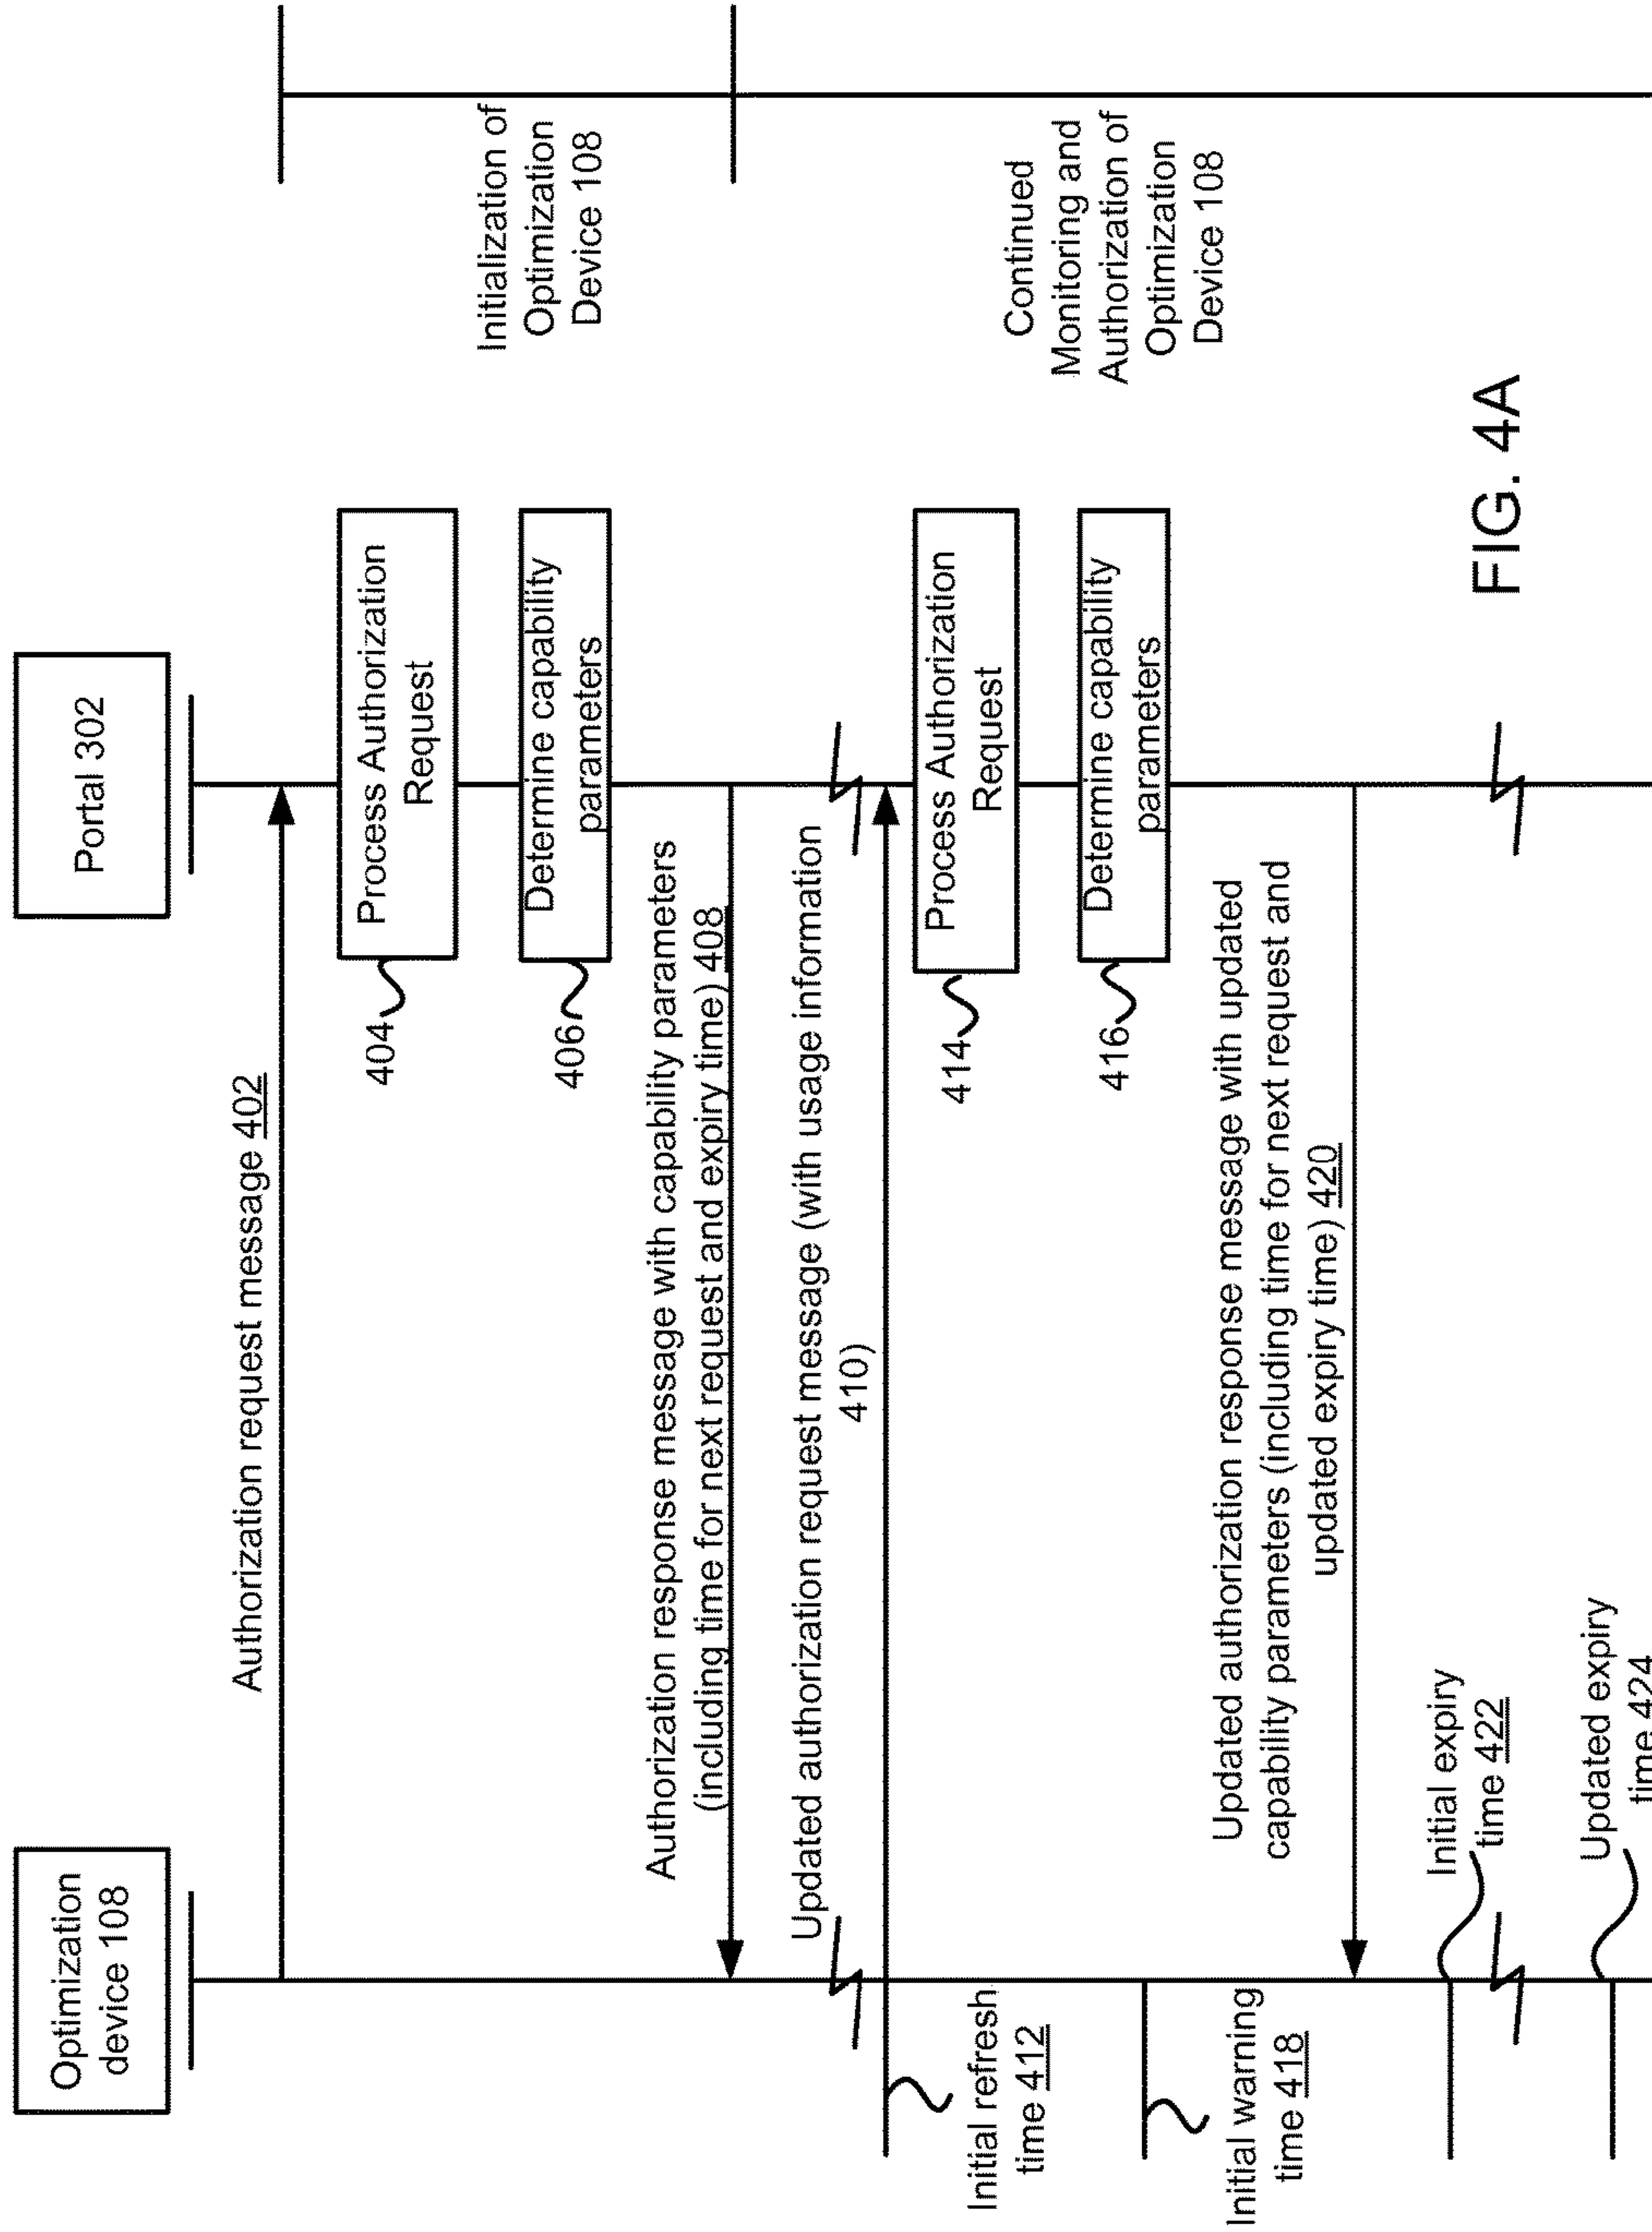 Optimization
device 108
Portal 302
Authorization request message 402
Initialization of
Optimization
Device 108
404
Process Authorization
Request
406
Determine capability
parameters
Authorization response message with capability parameters
(including time for next request and expiry time) 408
Updated authorization request message (with usage information
410)
Continued
Monitoring and
Authorization of
Optimization
Device 108
Initial refresh
time 412
414
Process Authorization
Request
416
Determine capability
parameters
Initial warning
time 418
Updated authorization response message with updated
capability parameters (including time for next request and
updated expiry time) 420
Initial expiry
time 422
Updated expiry
time 424
FIG. 4A